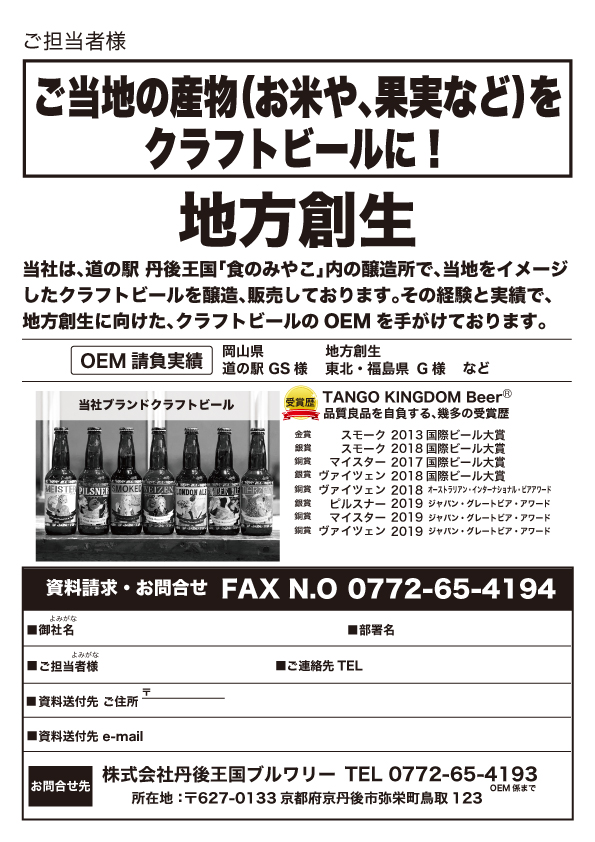 ご担当者様
ご当地の産物(お米や、果実など)を
クラフトビールに!
地方創生
当社は、道の駅 丹後王国「食のみやこ」内の醸造所で、当地をイメージ
したクラフトビールを醸造、販売しております。その経験と実績で、
地方創生に向けた、クラフトビールの OEM を手がけております。
OEM 請負実績
岡山県 地方創生
道の駅 GS 様 東北・福島県 G 様 など
当社ブランドクラフトビール
MEISTER PILSNER SMOKED WEIZEN LONDON ALE
受賞歴
TANGO KINGDOM Beer®
品質良品を自負する、幾多の受賞歴
金賞 スモーク 2013 国際ビール大賞
銀賞 スモーク 2018 国際ビール大賞
銅賞 マイスター 2017 国際ビール大賞
銀賞 ヴァイツェン 2018 国際ビール大賞
銅賞 ヴァイツェン 2018 オーストラリアン・インターナショナル・ビアアワード
銀賞 ピルスナー 2019 ジャパン・グレートビア・アワード
銅賞 マイスター 2019 ジャパン・グレートビア・アワード
銅賞 ヴァイツェン 2019 ジャパン・グレートビア・アワード
資料請求・お問合せ FAX N.O 0772-65-4194
よみがな
■御社名 ■部署名
よみがな
■ご担当者様 ■ご連絡先 TEL
■資料送付先 ご住所 〒
■資料送付先 e-mail
お問合せ先
株式会社丹後王国ブルワリー TEL 0772-65-4193
OEM 係まで
所在地:〒627-0133 京都府京丹後市弥栄町鳥取 123